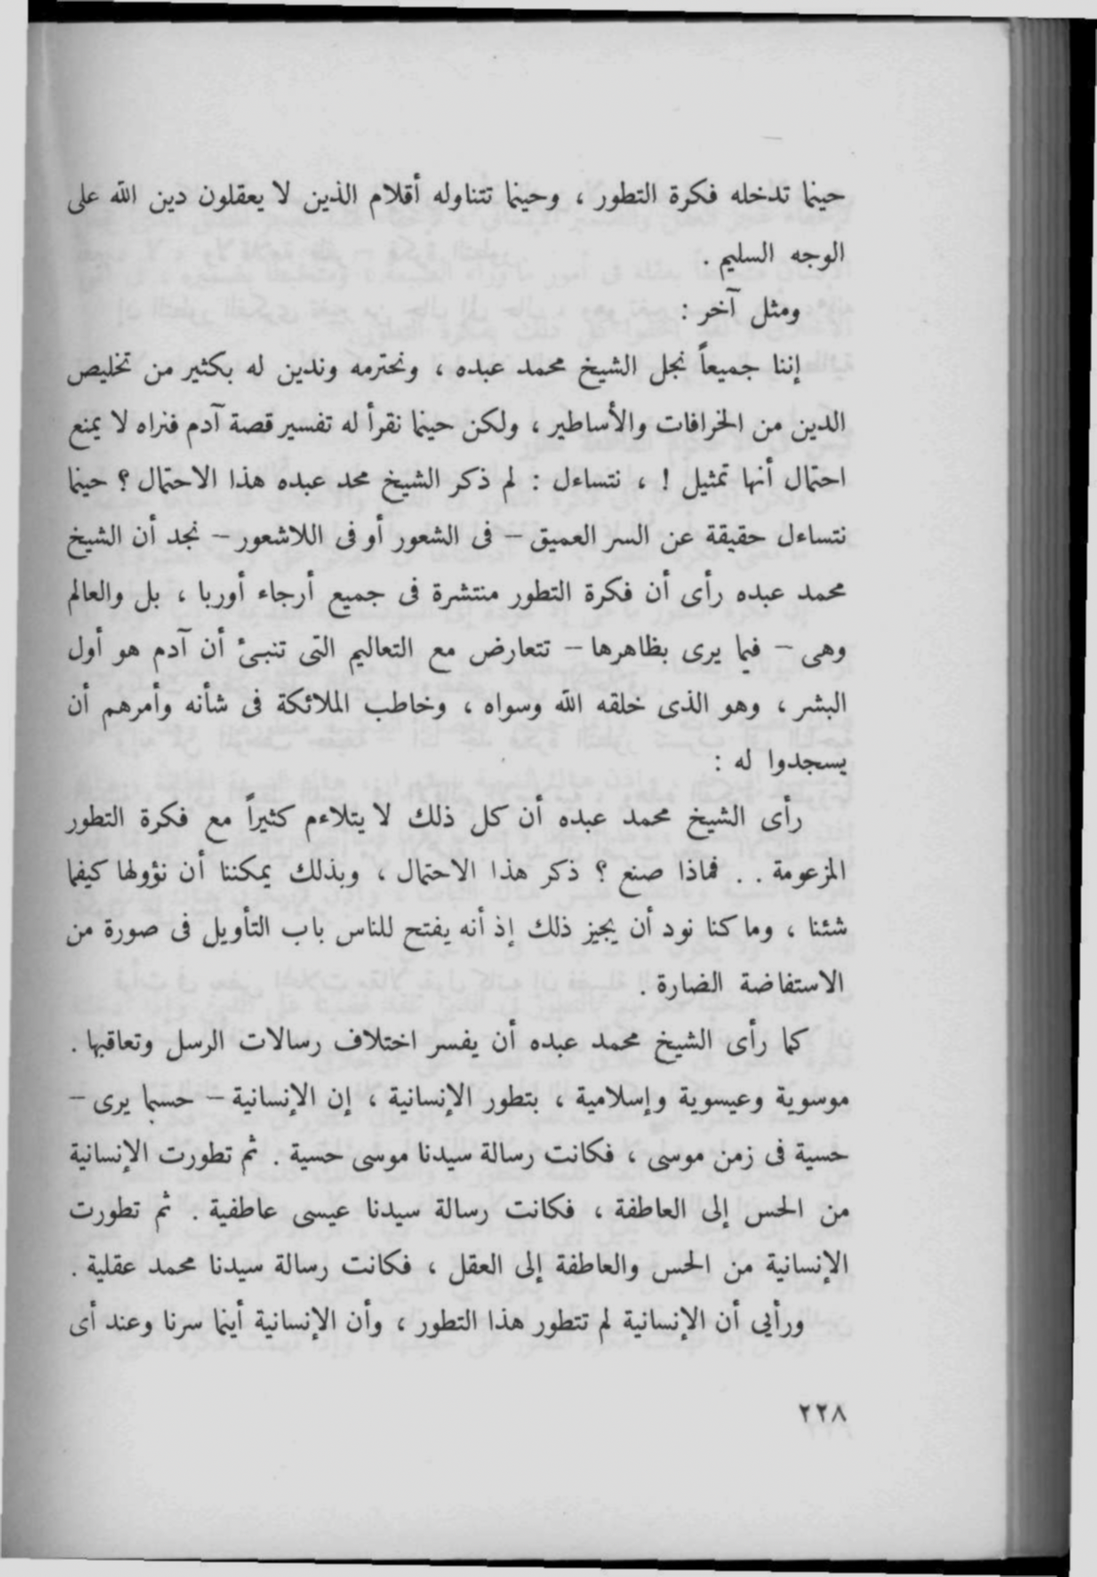 حينما تدخله فكرة التطور ، وحينما تتناوله أقلام الذين لا يعقلون دين الله على
الوجه السليم .
ومثل آخر :
إننا جميعاً نجل الشيخ محمد عبده ، ونحترمه وندين له بكثير من تخليص
الدين من الخرافات والأساطير ، ولكن حينما نقرأ له تفسير قصة آدم فنراه لا يمنع
احتمال أنها تمثيل ! ، نتساءل : لم ذكر الشيخ محمد عبده هذا الاحتمال ؟ حينما
نتساءل حقيقة عن السر العميق – فى الشعور أو فى اللاشعور – نجد أن الشيخ
محمد عبده رأى أن فكرة التطور منتشرة فى جميع أرجاء أوربا ، بل والعالم
وهى – فيما يرى بظاهرها – تتعارض مع التعاليم التى تنبئ أن آدم هو أول
البشر ، وهو الذى خلقه الله وسواه ، وخاطب الملائكة فى شأنه وأمرهم أن
يسجدوا له :
رأى الشيخ محمد عبده أن كل ذلك لا يتلاءم كثيراً مع فكرة التطور
المزعومة . . فماذا صنع ؟ ذكر هذا الاحتمال ، وبذلك يمكننا أن نؤولها كيفما
شئنا ، وما كنا نود أن يجيز ذلك إذ أنه يفتح للناس باب التأويل فى صورة من
الاستفاضة الضارة .
كما رأى الشيخ محمد عبده أن يفسر اختلاف رسالات الرسل وتعاقبها .
موسوية وعيسوية وإسلامية ، بتطور الإنسانية ، إن الإنسانية – حسبما يرى –
حسية فى زمن موسى ، فكانت رسالة سيدنا موسى حسية . ثم تطورت الإنسانية
من الحس إلى العاطفة ، فكانت رسالة سيدنا عيسى عاطفية . ثم تطورت
الإنسانية من الحس والعاطفة إلى العقل ، فكانت رسالة سيدنا محمد عقلية .
ورأيى أن الإنسانية لم تتطور هذا التطور ، وأن الإنسانية أينما سرنا وعند أى
٢٢٨